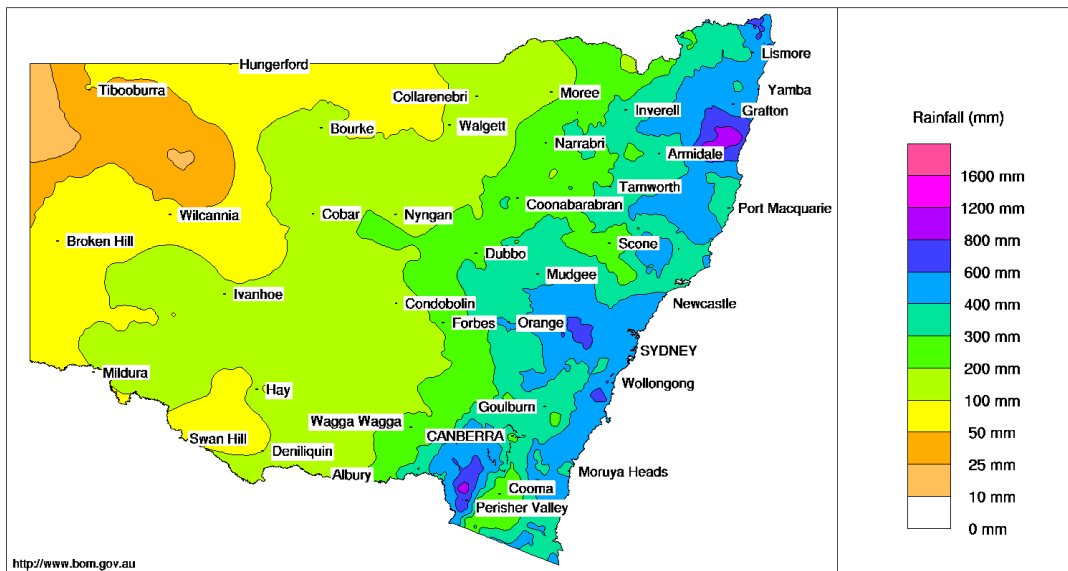 Hungerford
Lismore
Tibooburra
Collarenebri
Moree
Inverell
Yamba
Grafton
Bourke
Walgett
Narrabri
Armidale
Tamworth
Wilcannia
Cobar
Nyngan
Coonabarabran
Port Macquarie
Broken Hill
Dubbo
Scone
Mudgee
Ivanhoe
Condobolin
Newcastle
Forbes
Orange
SYDNEY
Mildura
Hay
Wollongong
Goulburn
Wagga Wagga
Swan Hill
CANBERRA
Deniliquin
Albury
Moruya Heads
Cooma
Perisher Valley
http://www.bom.gov.au
Rainfall (mm)
1600 mm
1200 mm
800 mm
600 mm
400 mm
300 mm
200 mm
100 mm
50 mm
25 mm
10 mm
0 mm